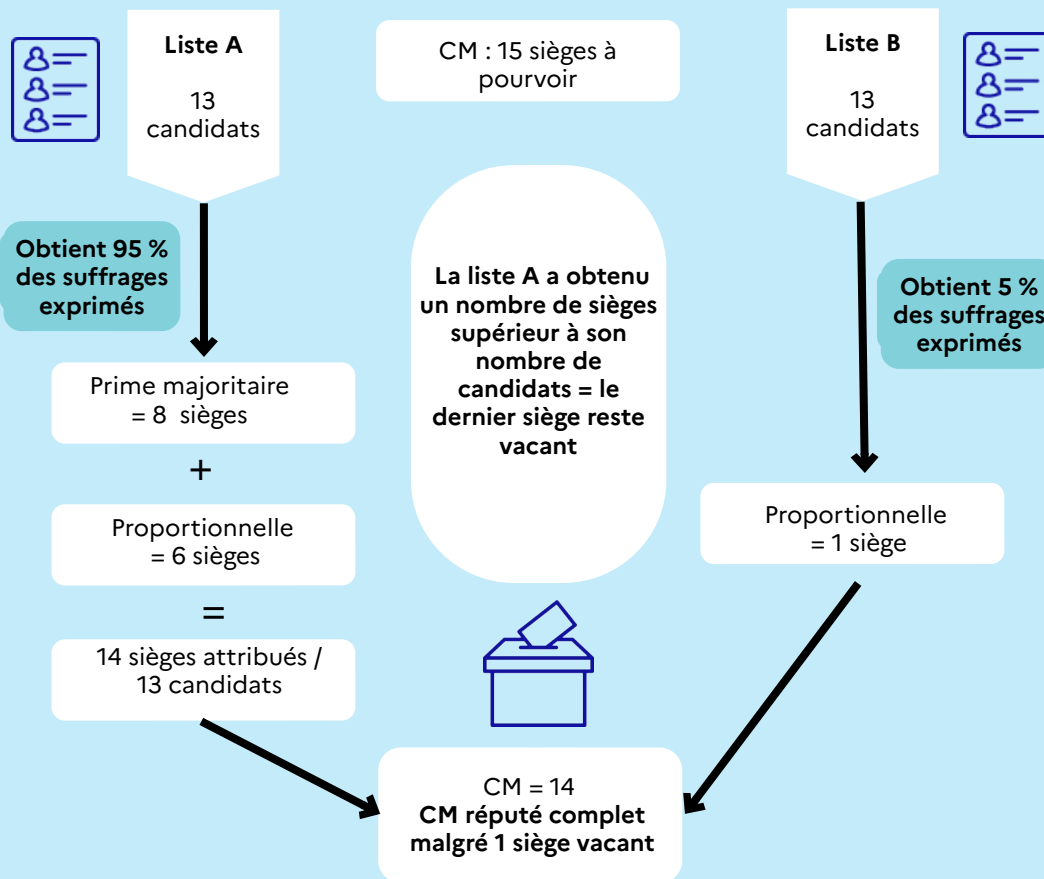 Liste A
13
candidats
CM : 15 sièges à
pourvoir
Liste B
13
candidats
Obtient 95 %
des suffrages
exprimés
La liste A a obtenu
un nombre de sièges
supérieur à son
nombre de
candidats = le
dernier siège reste
vacant
Obtient 5 %
des suffrages
exprimés
Prime majoritaire
= 8 sièges
+
Proportionnelle
= 6 sièges
=
14 sièges attribués /
13 candidats
Proportionnelle
= 1 siège
CM = 14
CM réputé complet
malgré 1 siège vacant